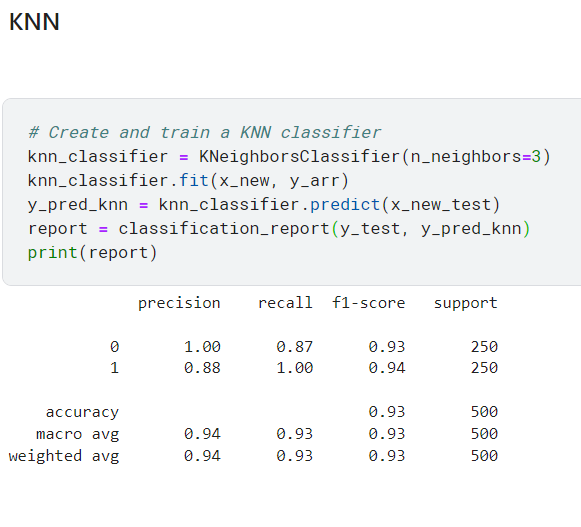 KNN
# Create and train a KNN classifier
knn_classifier = KNeighborsClassifier(n_neighbors=3)
knn_classifier.fit(x_new, y_arr)
y_pred_knn = knn_classifier.predict(x_new_test)
report = classification_report(y_test, y_pred_knn)
print(report)
precision recall f1-score support
0 1.00 0.87 0.93 250
1 0.88 1.00 0.94 250
accuracy 0.93 500
macro avg 0.94 0.93 0.93 500
weighted avg 0.94 0.93 0.93 500